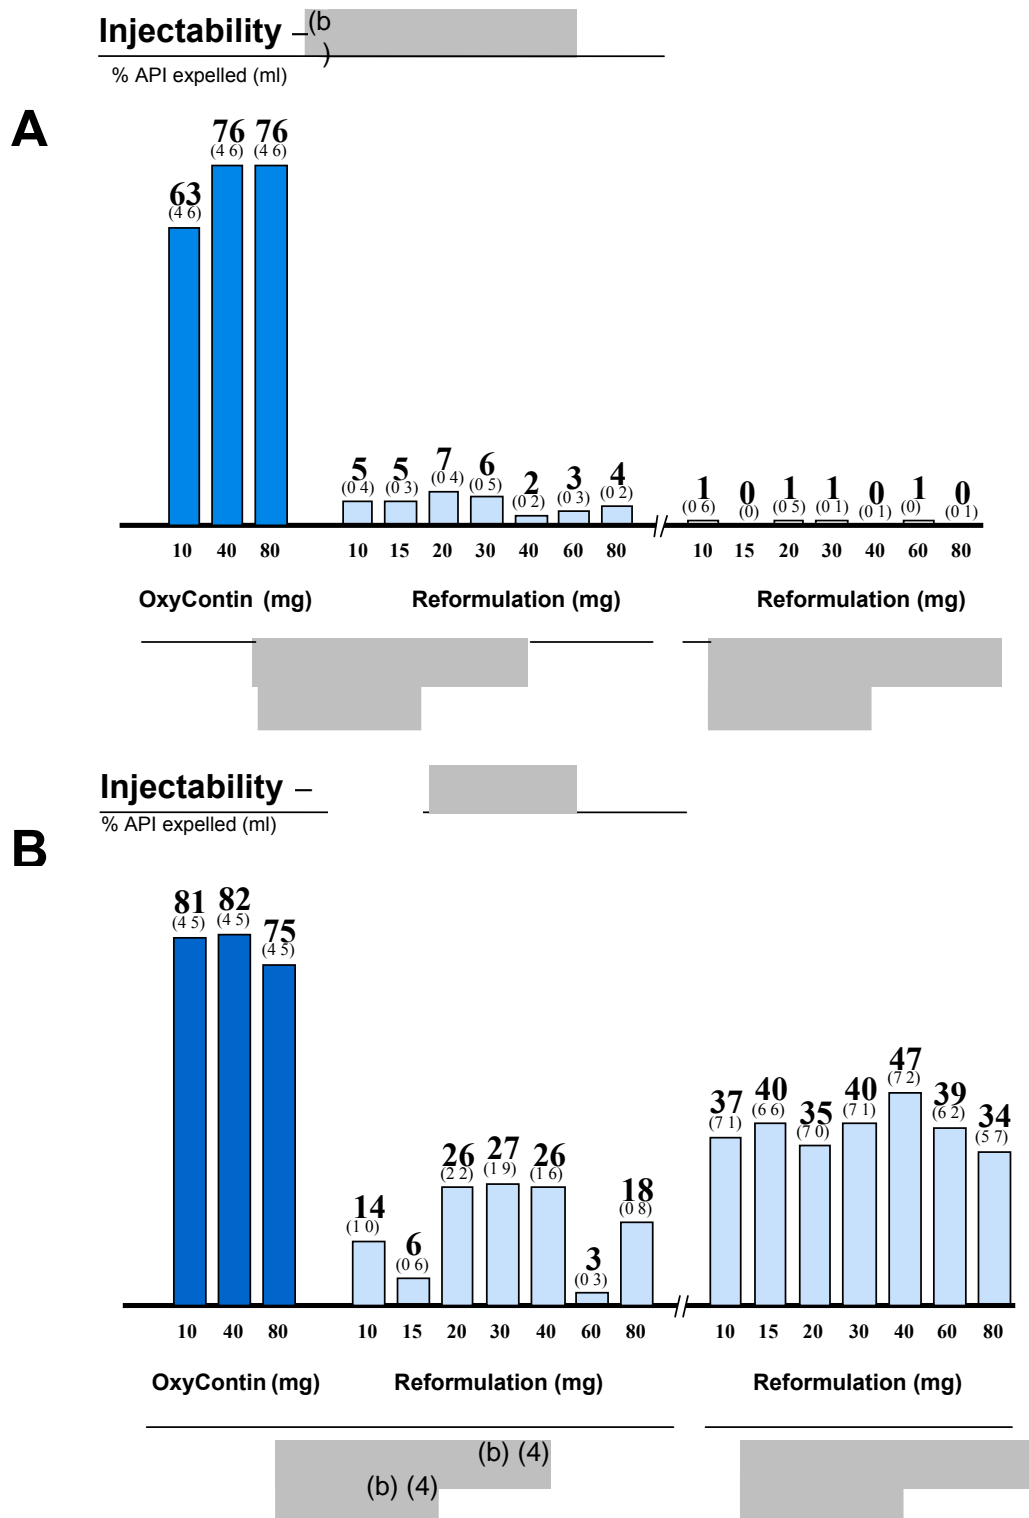 Injectability – (b
)
% API expelled (ml)
A
63 76 76
(4 6) (4 6) (4 6)
5 5 7 6 2 3 4
(0 4) (0 3) (0 4) (0 5) (0 2) (0 3) (0 2)
1 0 1 1 0 1 0
(0 6) (0) (0 5) (0 1) (0 1) (0) (0 1)
10 40 80 10 15 20 30 40 60 80 // 10 15 20 30 40 60 80
OxyContin (mg) Reformulation (mg) Reformulation (mg)
Injectability –
% API expelled (ml)
B
81 82 75
(4 5) (4 5) (4 5)
14 6 26 27 26 3 18
(1 0) (0 6) (2 2) (1 9) (1 6) (0 3) (0 8)
37 40 35 40 47 39 34
(7 1) (6 6) (7 0) (7 1) (7 2) (6 2) (5 7)
10 40 80 10 15 20 30 40 60 80 // 10 15 20 30 40 60 80
OxyContin (mg) Reformulation (mg) Reformulation (mg)
(b) (4)
(b) (4)